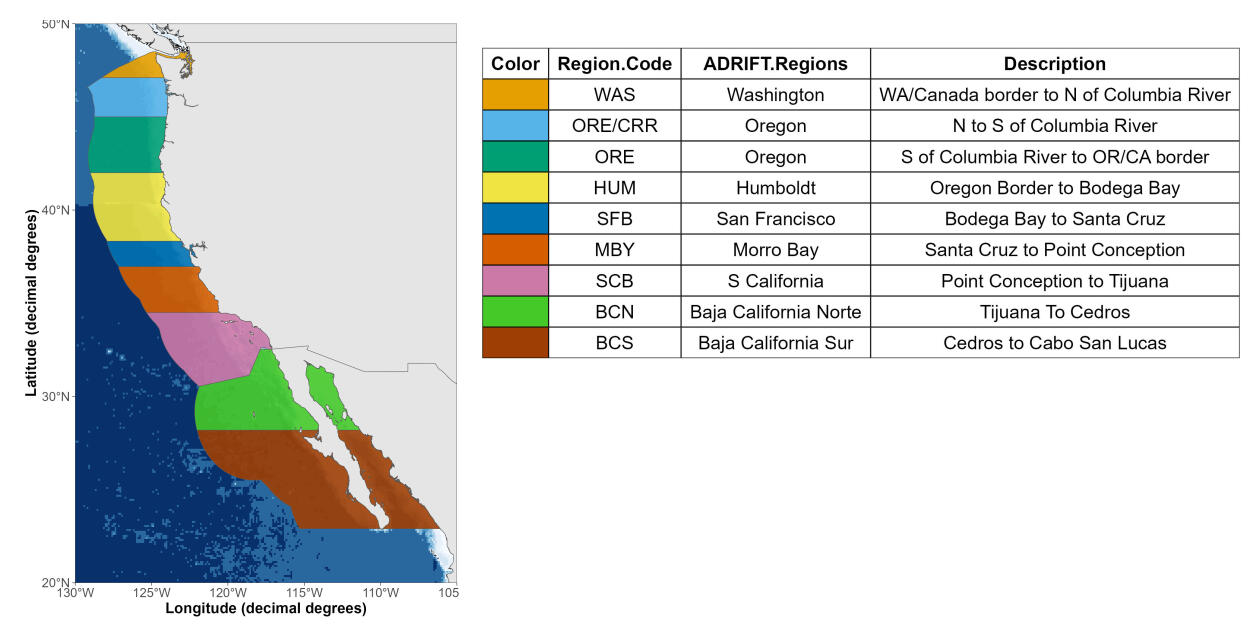 50°N
40°N
30°N
20°N
130°W 125°W 120°W 115°W 110°W 105
Longitude (decimal degrees)
Latitude (decimal degrees)
Color Region.Code ADRIFT.Regions Description
WAS Washington WA/Canada border to N of Columbia River
ORE/CRR Oregon N to S of Columbia River
ORE Oregon S of Columbia River to OR/CA border
HUM Humboldt Oregon Border to Bodega Bay
SFB San Francisco Bodega Bay to Santa Cruz
MBY Morro Bay Santa Cruz to Point Conception
SCB S California Point Conception to Tijuana
BCN Baja California Norte Tijuana To Cedros
BCS Baja California Sur Cedros to Cabo San Lucas